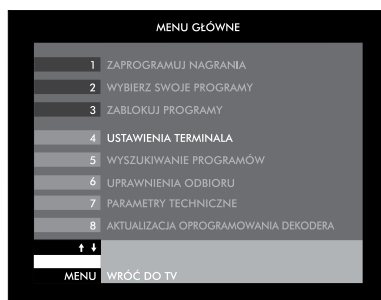 MENU GŁÓWNE
1 ZAPROGRAMUJ NAGRANIA
2 WYBIERZ SWOJE PROGRAMY
3 ZABLOKUJ PROGRAMY
4 USTAWIENIA TERMINALA
5 WYSZUKIWANIE PROGRAMÓW
6 UPRAWNIENIA ODBIORU
7 PARAMETRY TECHNICZNE
8 AKTUALIZACJA OPROGRAMOWANIA DEKODERA
↑ ↓
MENU WRÓĆ DO TV